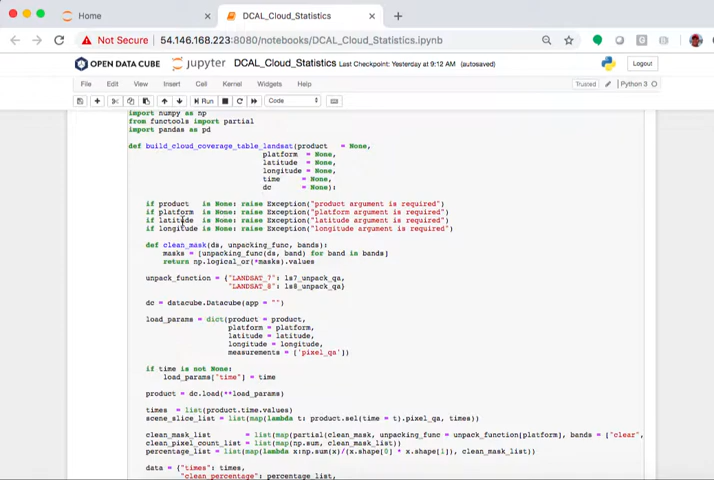 Home
DCAL_Cloud_Statistics
Not Secure 54.146.168.223:8080/notebooks/DCAL_Cloud_Statistics.ipynb
OPEN DATA CUBE jupyter DCAL_Cloud_Statistics Last Checkpoint: Yesterday at 9:12 AM (autosaved) Logout
File Edit View Insert Cell Kernel Widgets Help Trusted Python 3
Run Code
import numpy as np
from functools import partial
import pandas as pd
def build_cloud_coverage_table_landsat(product = None,
platform = None,
latitude = None,
longitude = None,
time = None,
dc = None):
if product is None: raise Exception("product argument is required")
if platform is None: raise Exception("platform argument is required")
if latitude is None: raise Exception("latitude argument is required")
if longitude is None: raise Exception("longitude argument is required")
def clean_mask(ds, unpacking_func, bands):
masks = [unpacking_func(ds, band) for band in bands]
return np.logical_or(*masks).values
unpack_function = {"LANDSAT_7": ls7_unpack_qa,
"LANDSAT_8": ls8_unpack_qa}
dc = datacube.Datacube(app = "")
load_params = dict(product = product,
platform = platform,
latitude = latitude,
longitude = longitude,
measurements = ['pixel_qa'])
if time is not None:
load_params["time"] = time
product = dc.load(**load_params)
times = list(product.time.values)
scene_slice_list = list(map(lambda t: product.sel(time = t).pixel_qa, times))
clean_mask_list = list(map(partial(clean_mask, unpacking_func = unpack_function[platform], bands = ["clear",
clean_pixel_count_list = list(map(np.sum, clean_mask_list))
percentage_list = list(map(lambda x:np.sum(x)/(x.shape[0] * x.shape[1]), clean_mask_list))
data = {"times": times,
"clean_percentage": percentage_list,